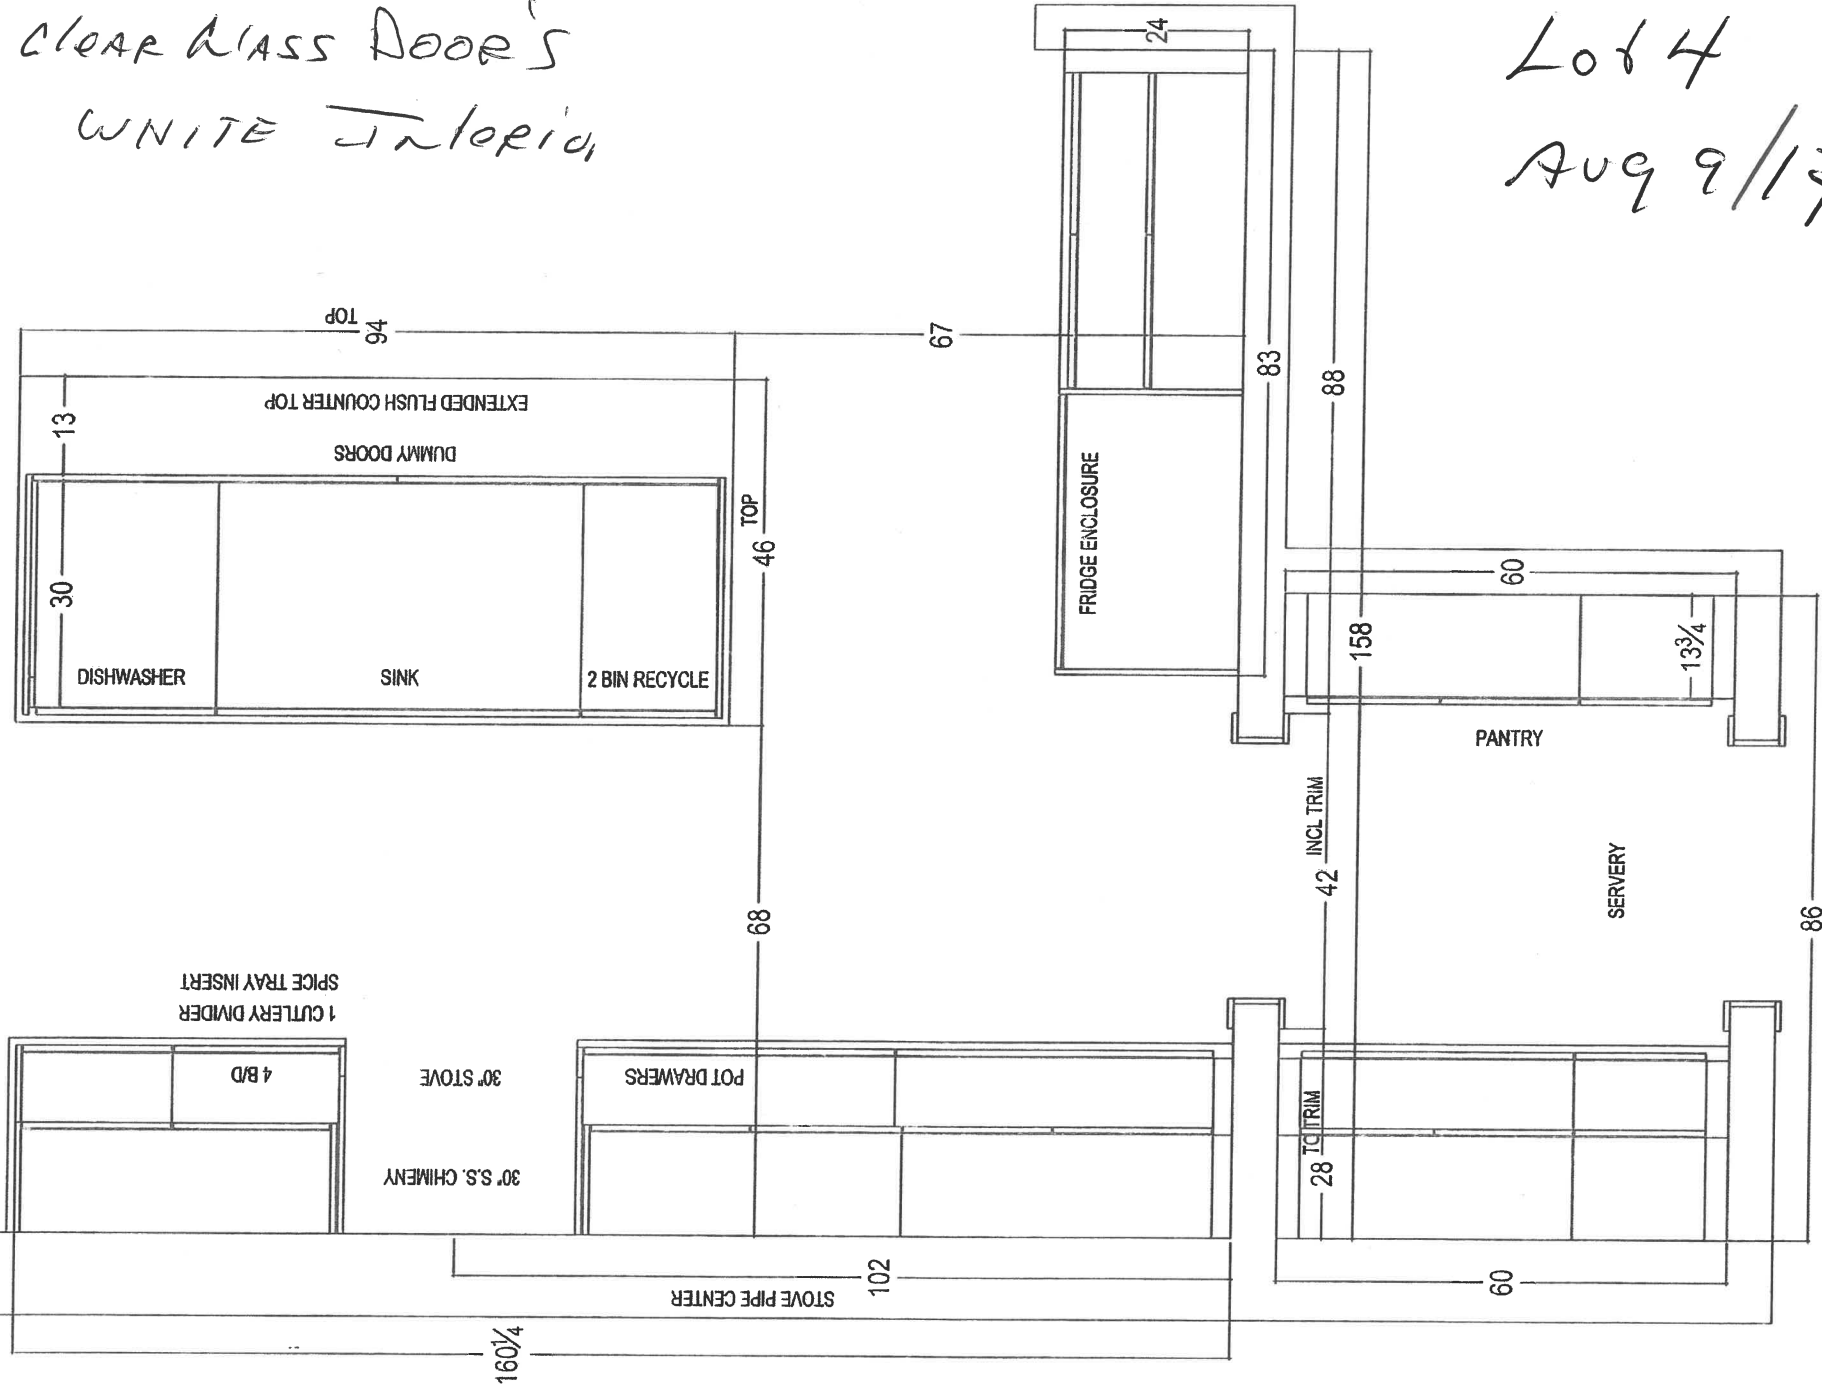 ClEAR GlASS DOOR'S
WHITE InteRior
Lot 4
AUg 9/
24
94
TOP
67
83
88
13
EXTENDED FLUSH COUNTER TOP
DUMMY DOORS
TOP
46
30
FRIDGE ENCLOSURE
60
158
13¾
DISHWASHER
SINK
2 BIN RECYCLE
PANTRY
INCL TRIM
42
SERVERY
68
86
1 CUTLERY DIVIDER
SPICE TRAY INSERT
4 B/D
30" STOVE
POT DRAWERS
30" S.S. CHIMENY
TO TRIM
28
102
STOVE PIPE CENTER
60
160¼